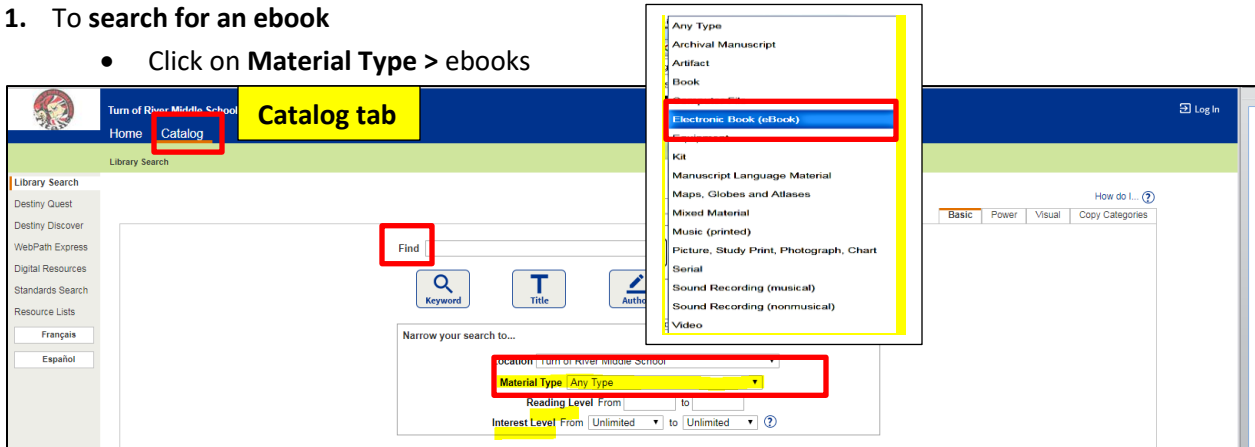 1. To search for an ebook
• Click on Material Type > ebooks
Turn of River Middle School
Catalog tab
Log In
Home Catalog
Library Search
Library Search
Destiny Quest
Destiny Discover
WebPath Express
Digital Resources
Standards Search
Resource Lists
Français
Español
How do I... ?
Basic Power Visual Copy Categories
Find
Keyword Title
Narrow your search to...
Location Turn of River Middle School
Material Type Any Type
Reading Level From to
Interest Level From Unlimited to Unlimited ?
Any Type
Archival Manuscript
Artifact
Book
Electronic Book (eBook)
Equipment
Kit
Manuscript Language Material
Maps, Globes and Atlases
Mixed Material
Music (printed)
Picture, Study Print, Photograph, Chart
Serial
Sound Recording (musical)
Sound Recording (nonmusical)
Video